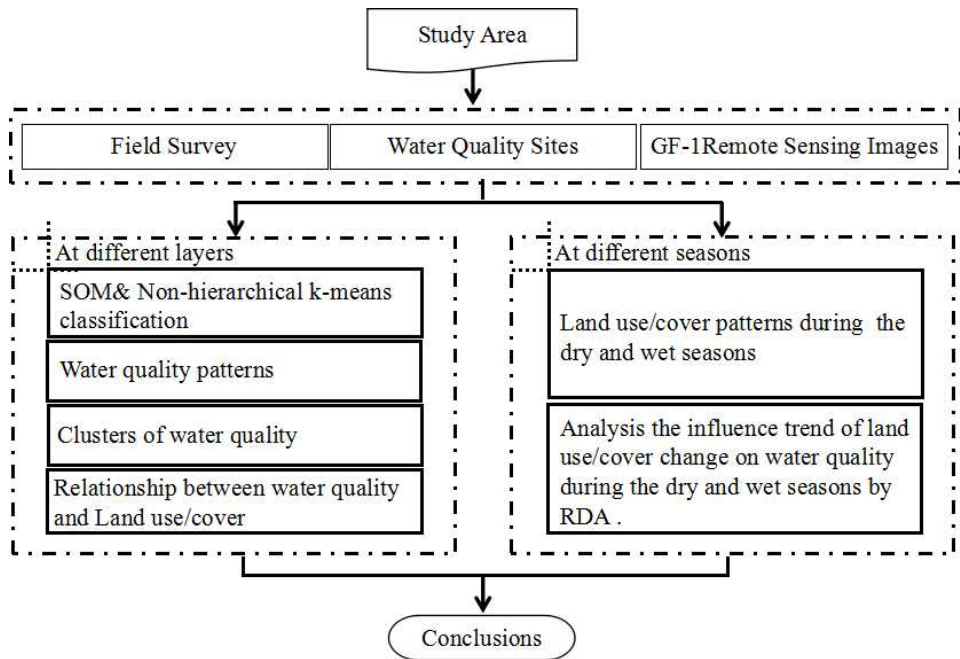 Study Area
Field Survey
Water Quality Sites
GF-1Remote Sensing Images
At different layers
SOM& Non-hierarchical k-means
classification
Water quality patterns
Clusters of water quality
Relationship between water quality
and Land use/cover
At different seasons
Land use/cover patterns during the
dry and wet seasons
Analysis the influence trend of land
use/cover change on water quality
during the dry and wet seasons by
RDA .
Conclusions